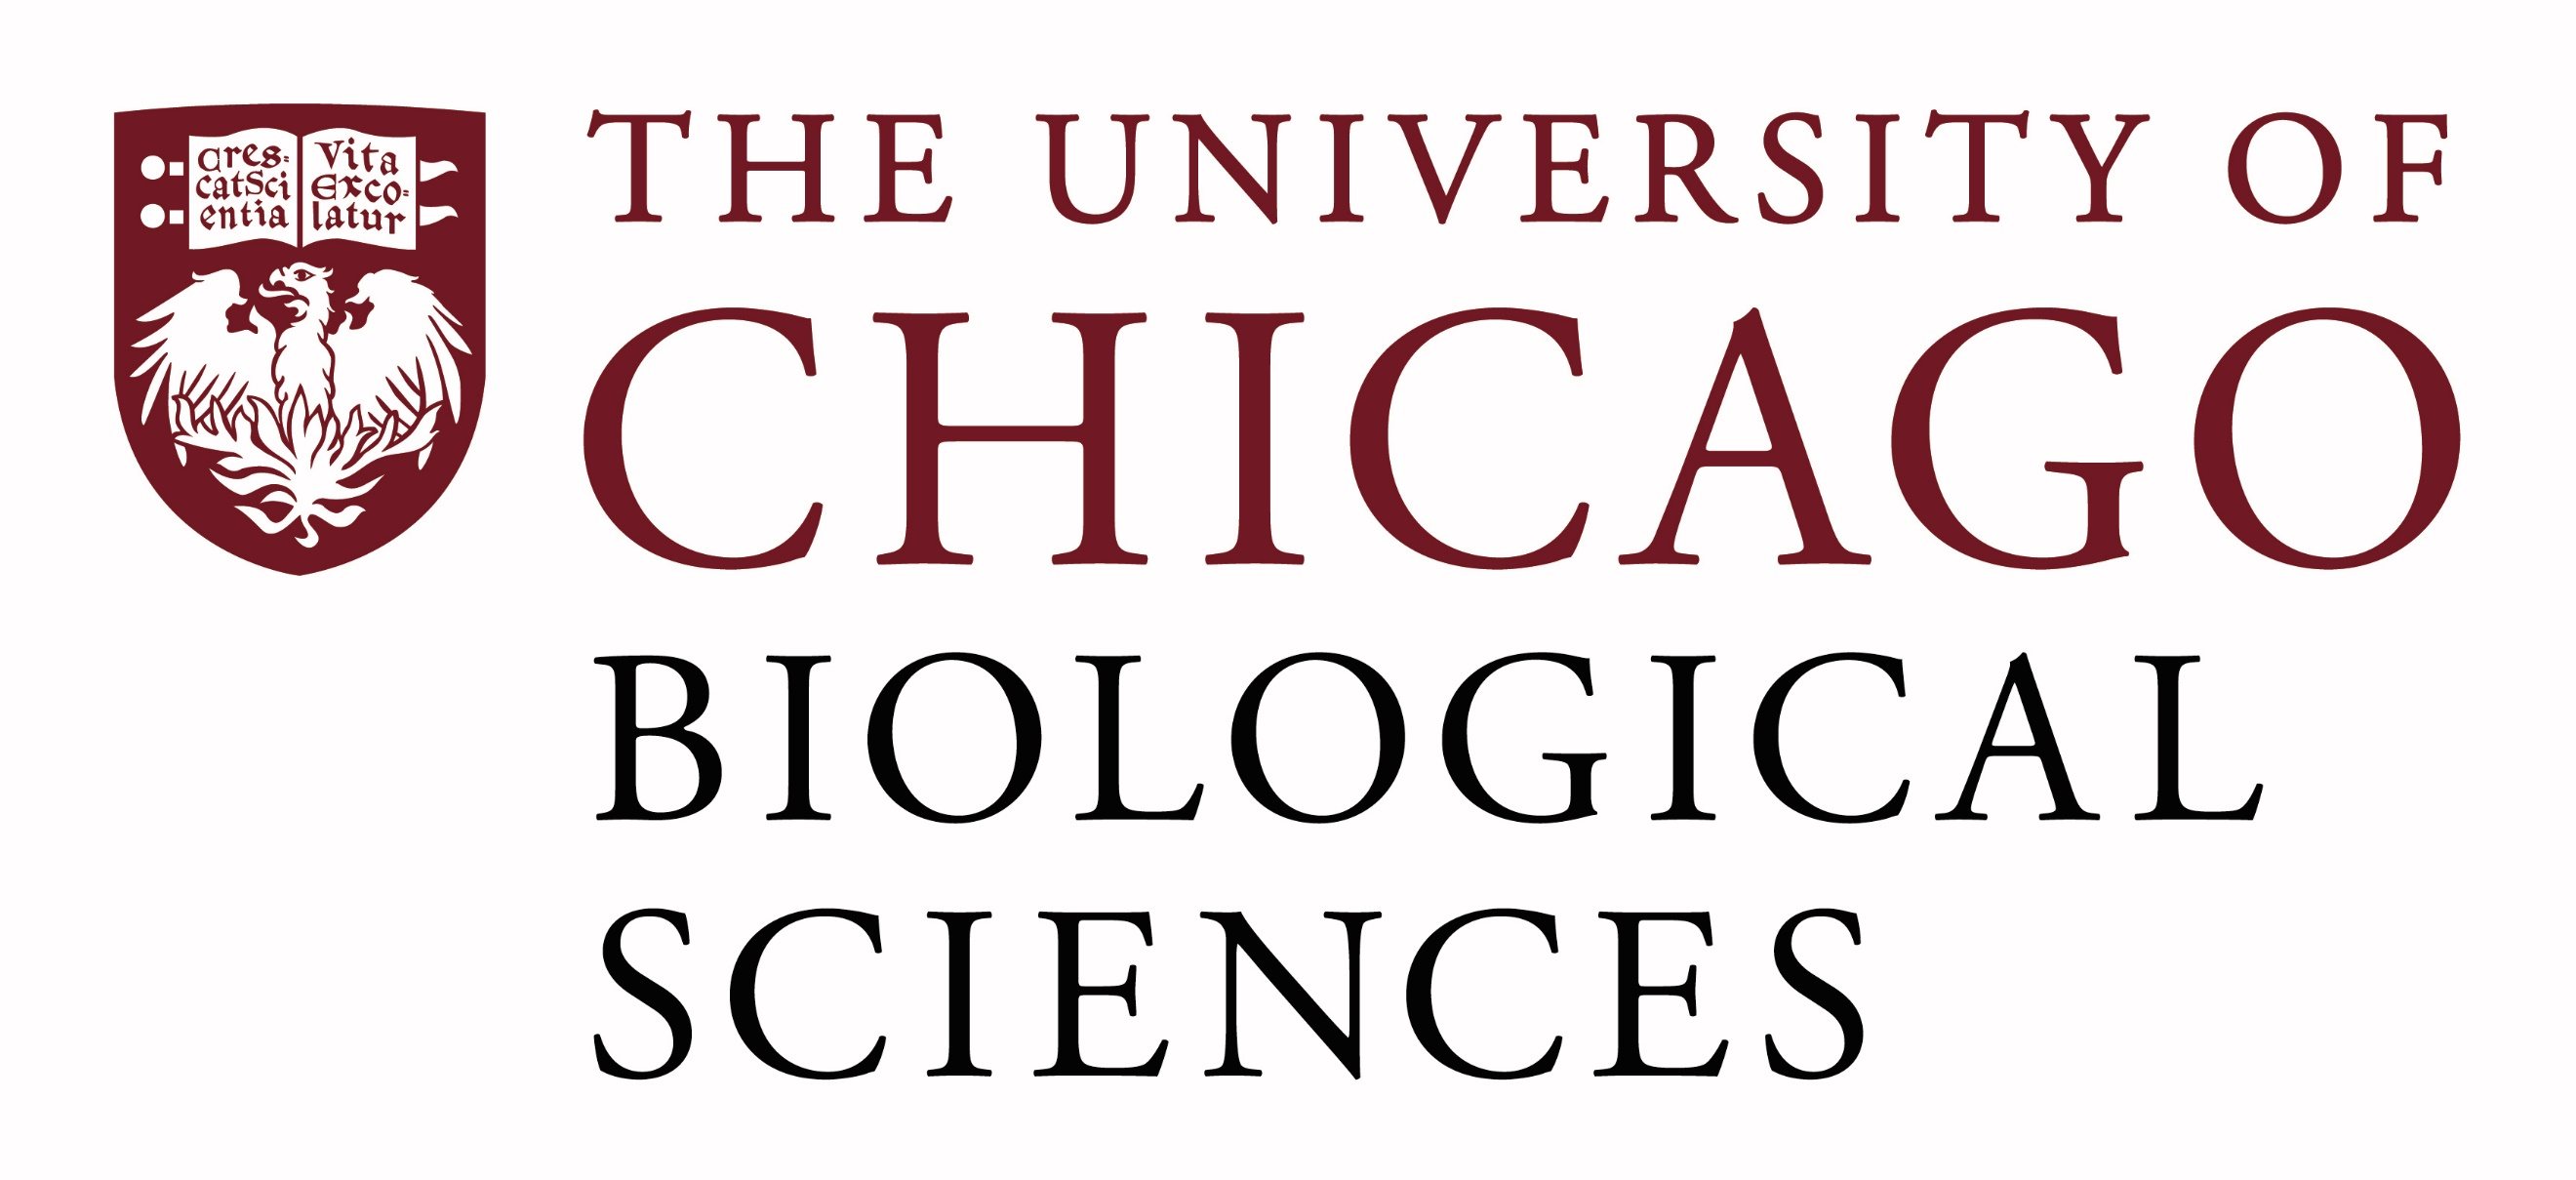 Cres-
catSci
entia
Vita
Exco-
latur
THE UNIVERSITY OF
CHICAGO
BIOLOGICAL
SCIENCES